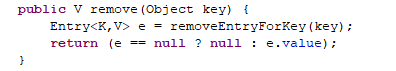 public V remove(Object key) {
    Entry<K,V> e = removeEntryForKey(key);
    return (e == null ? null : e.value);
}